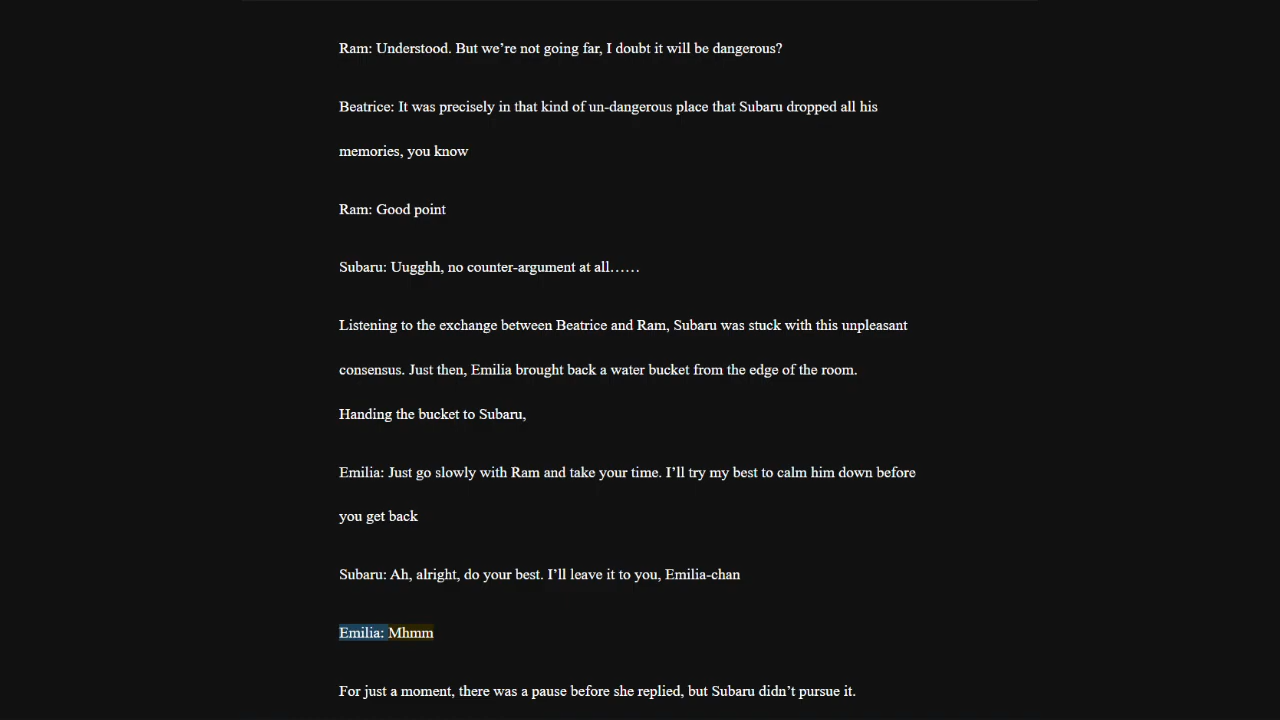 Ram: Understood. But we’re not going far, I doubt it will be dangerous?
Beatrice: It was precisely in that kind of un-dangerous place that Subaru dropped all his
memories, you know
Ram: Good point
Subaru: Uugghh, no counter-argument at all……
Listening to the exchange between Beatrice and Ram, Subaru was stuck with this unpleasant
consensus. Just then, Emilia brought back a water bucket from the edge of the room.
Handing the bucket to Subaru,
Emilia: Just go slowly with Ram and take your time. I’ll try my best to calm him down before
you get back
Subaru: Ah, alright, do your best. I’ll leave it to you, Emilia-chan
Emilia: Mhmm
For just a moment, there was a pause before she replied, but Subaru didn’t pursue it.